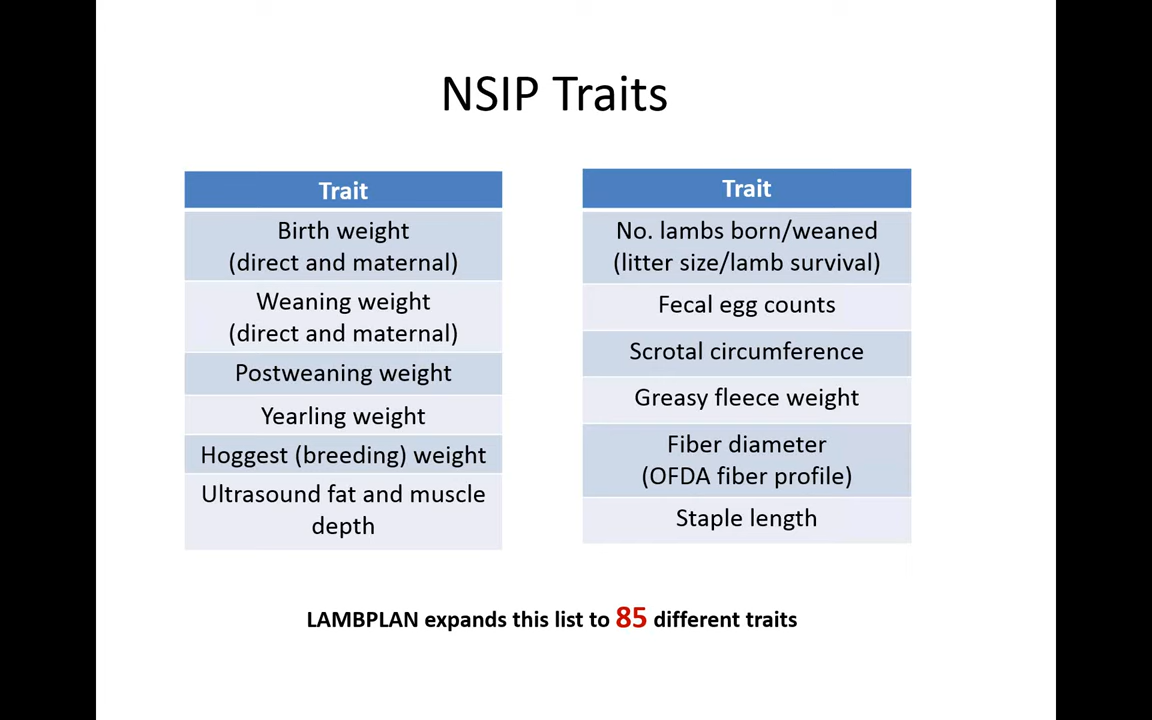 NSIP Traits
Trait
Birth weight
(direct and maternal)
Weaning weight
(direct and maternal)
Postweaning weight
Yearling weight
Hoggest (breeding) weight
Ultrasound fat and muscle
depth
Trait
No. lambs born/weaned
(litter size/lamb survival)
Fecal egg counts
Scrotal circumference
Greasy fleece weight
Fiber diameter
(OFDA fiber profile)
Staple length
LAMBPLAN expands this list to 85 different traits